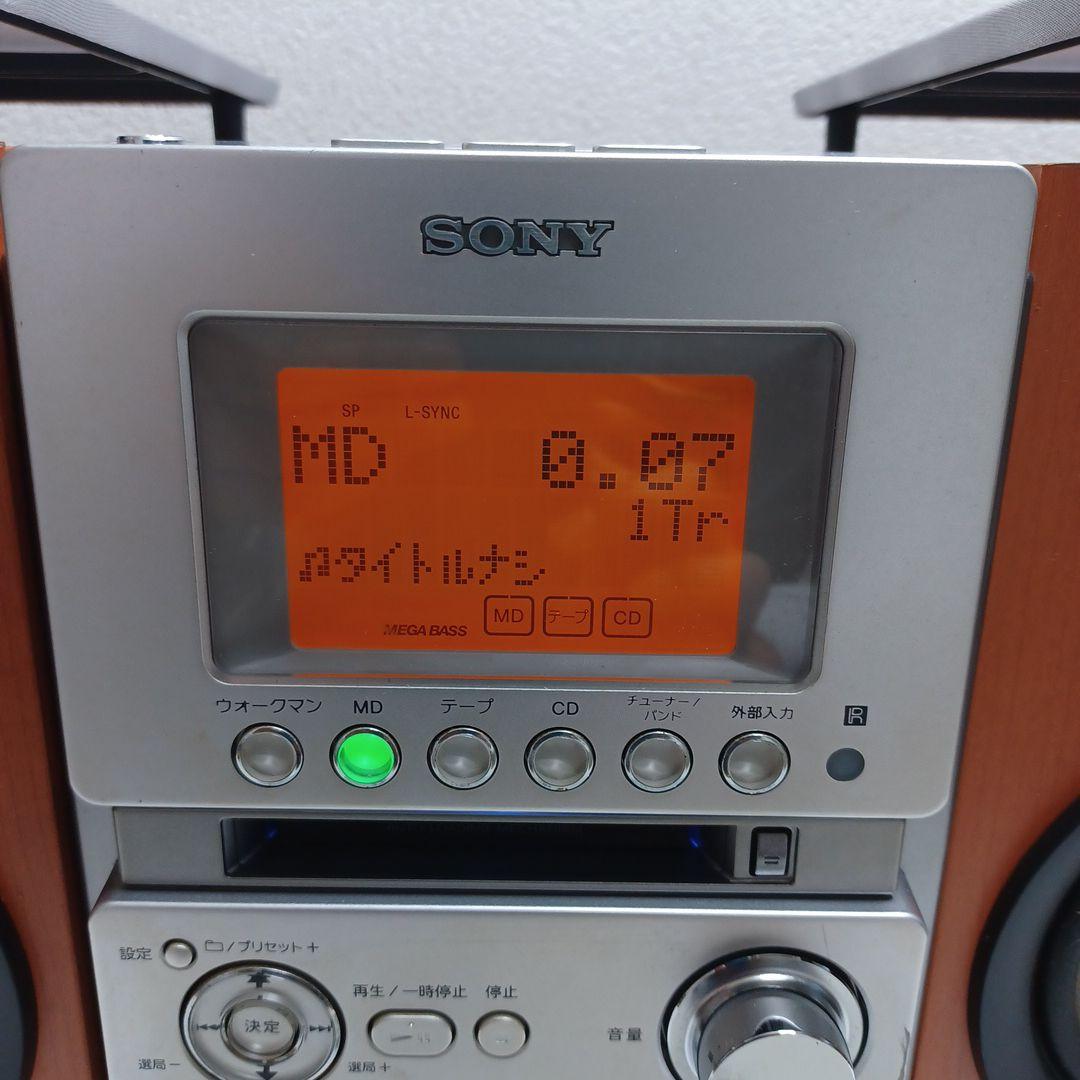 SONY
SP L-SYNC
MD 0.07
1Tr
♫タイトルナシ
MEGA BASS MD テープ CD
ウォークマン MD テープ CD チューナー/バンド 外部入力 R
設定 /プリセット+
決定
選局− 選局+
再生/一時停止 停止
音量